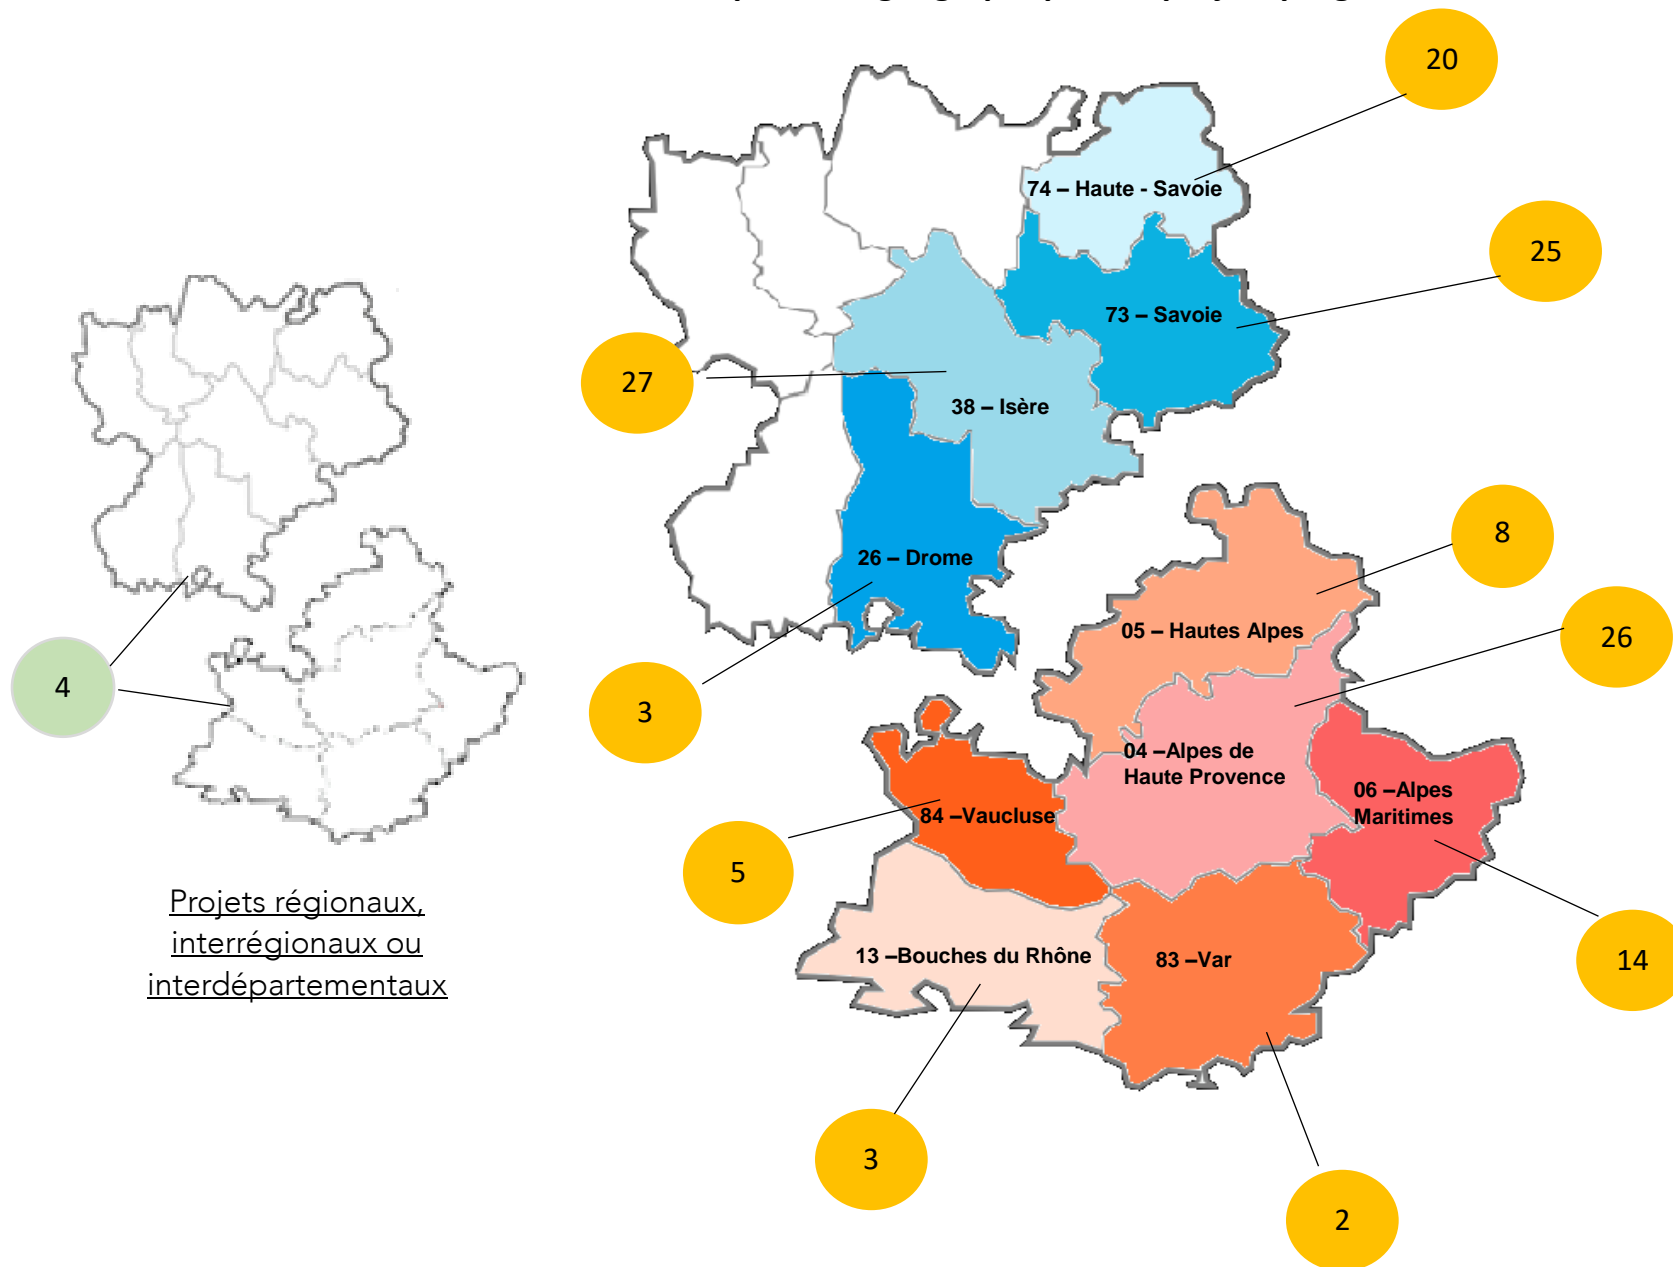 20
74 – Haute - Savoie
25
73 – Savoie
27
38 – Isère
8
26 – Drome
05 – Hautes Alpes
26
4
3
04 –Alpes de
Haute Provence
06 –Alpes
Maritimes
84 –Vaucluse
5
Projets régionaux,
interrégionaux ou
interdépartementaux
13 –Bouches du Rhône
83 –Var
14
3
2